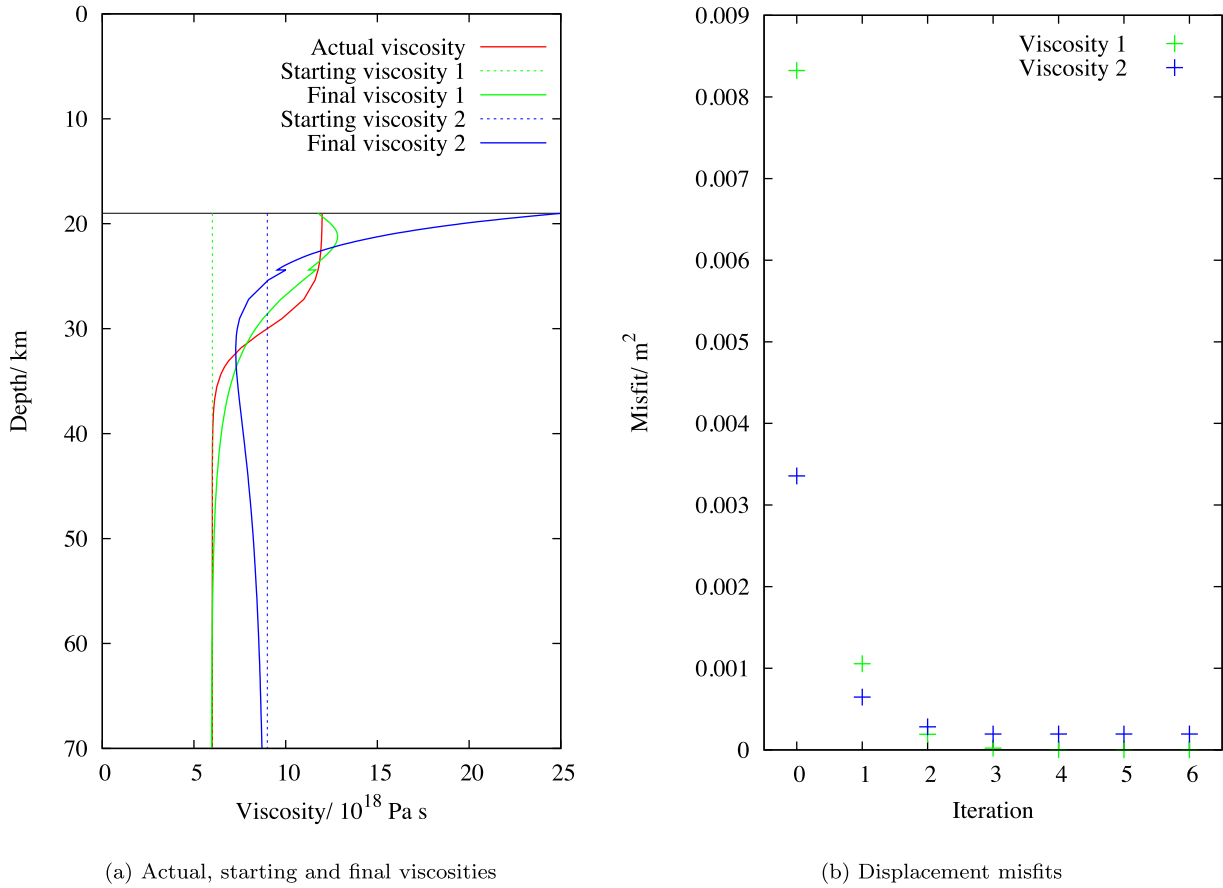 0
10
20
30
40
50
60
70
Depth/ km
Actual viscosity
Starting viscosity 1
Final viscosity 1
Starting viscosity 2
Final viscosity 2
0 5 10 15 20 25
Viscosity/ 10^18 Pa s
(a) Actual, starting and final viscosities
0.009
0.008
0.007
0.006
0.005
0.004
0.003
0.002
0.001
0
Misfit/ m^2
Viscosity 1
Viscosity 2
0 1 2 3 4 5 6
Iteration
(b) Displacement misfits